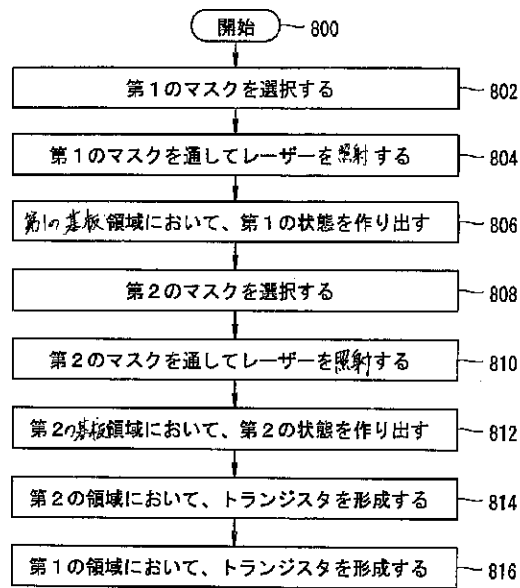 開始 800
第1のマスクを選択する 802
第1のマスクを通してレーザーを照射する 804
第1の基板領域において、第1の状態を作り出す 806
第2のマスクを選択する 808
第2のマスクを通してレーザーを照射する 810
第2の基板領域において、第2の状態を作り出す 812
第2の領域において、トランジスタを形成する 814
第1の領域において、トランジスタを形成する 816